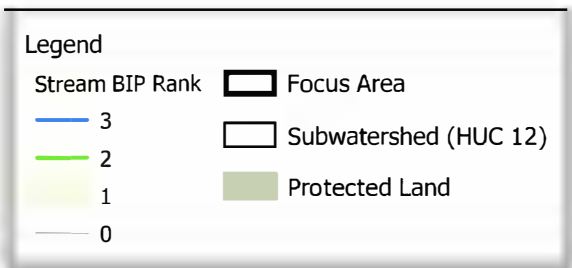 Legend
Stream BIP Rank
3
2
1
0
Focus Area
Subwatershed (HUC 12)
Protected Land